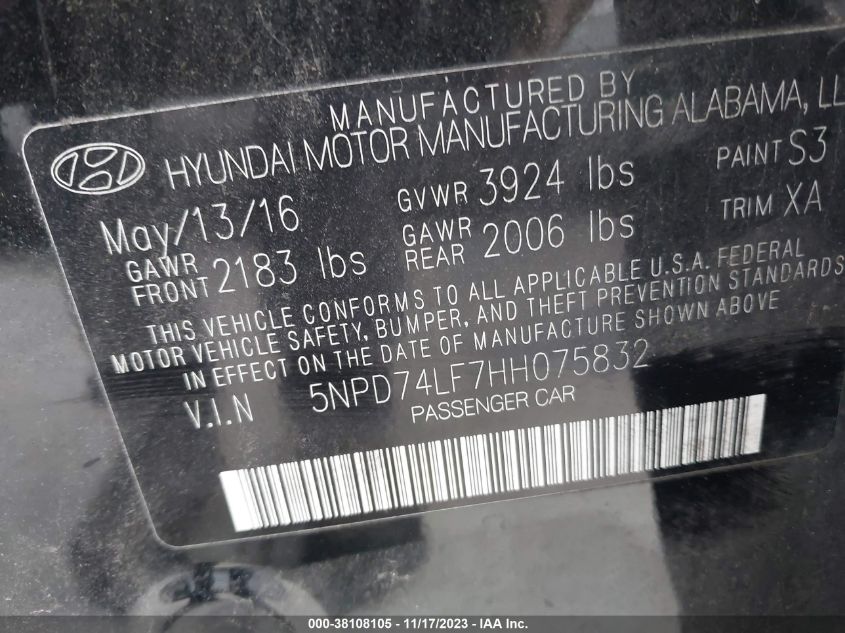 MANUFACTURED BY
HYUNDAI MOTOR MANUFACTURING ALABAMA, LL
May/13/16 GVWR 3924 lbs PAINT S3
GAWR FRONT 2183 lbs GAWR REAR 2006 lbs TRIM XA
THIS VEHICLE CONFORMS TO ALL APPLICABLE U.S.A. FEDERAL
MOTOR VEHICLE SAFETY, BUMPER, AND THEFT PREVENTION STANDARDS
IN EFFECT ON THE DATE OF MANUFACTURE SHOWN ABOVE
V.I.N 5NPD74LF7HH075832
PASSENGER CAR
000-38108105 - 11/17/2023 - IAA Inc.